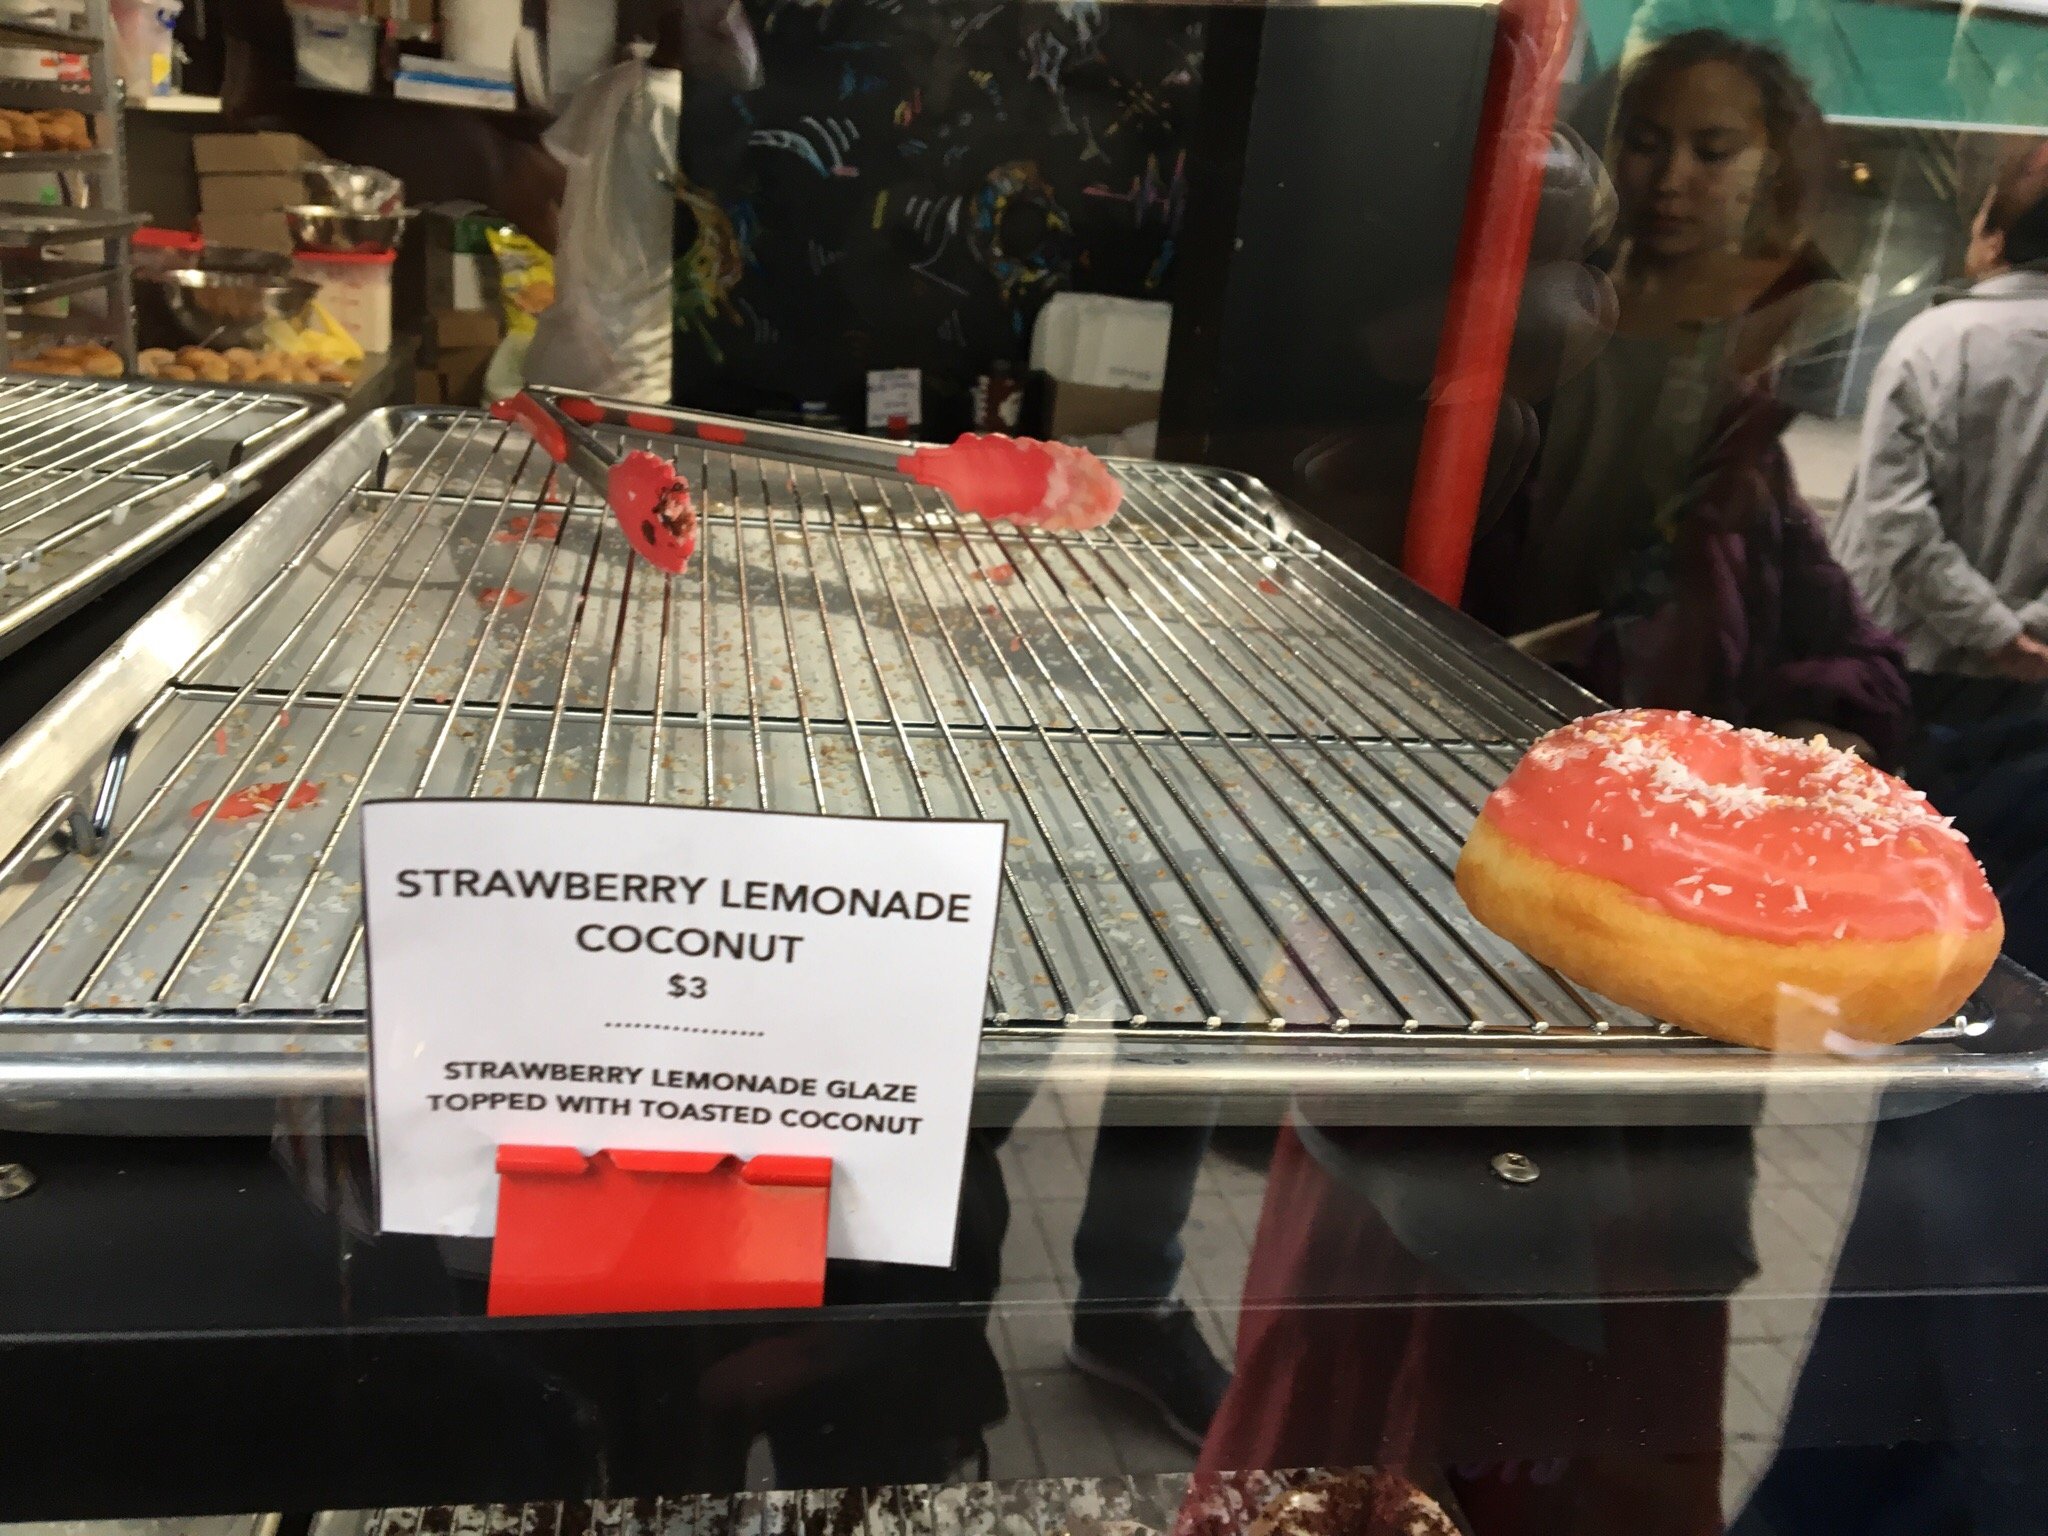 STRAWBERRY LEMONADE
COCONUT
$3
.................
STRAWBERRY LEMONADE GLAZE
TOPPED WITH TOASTED COCONUT